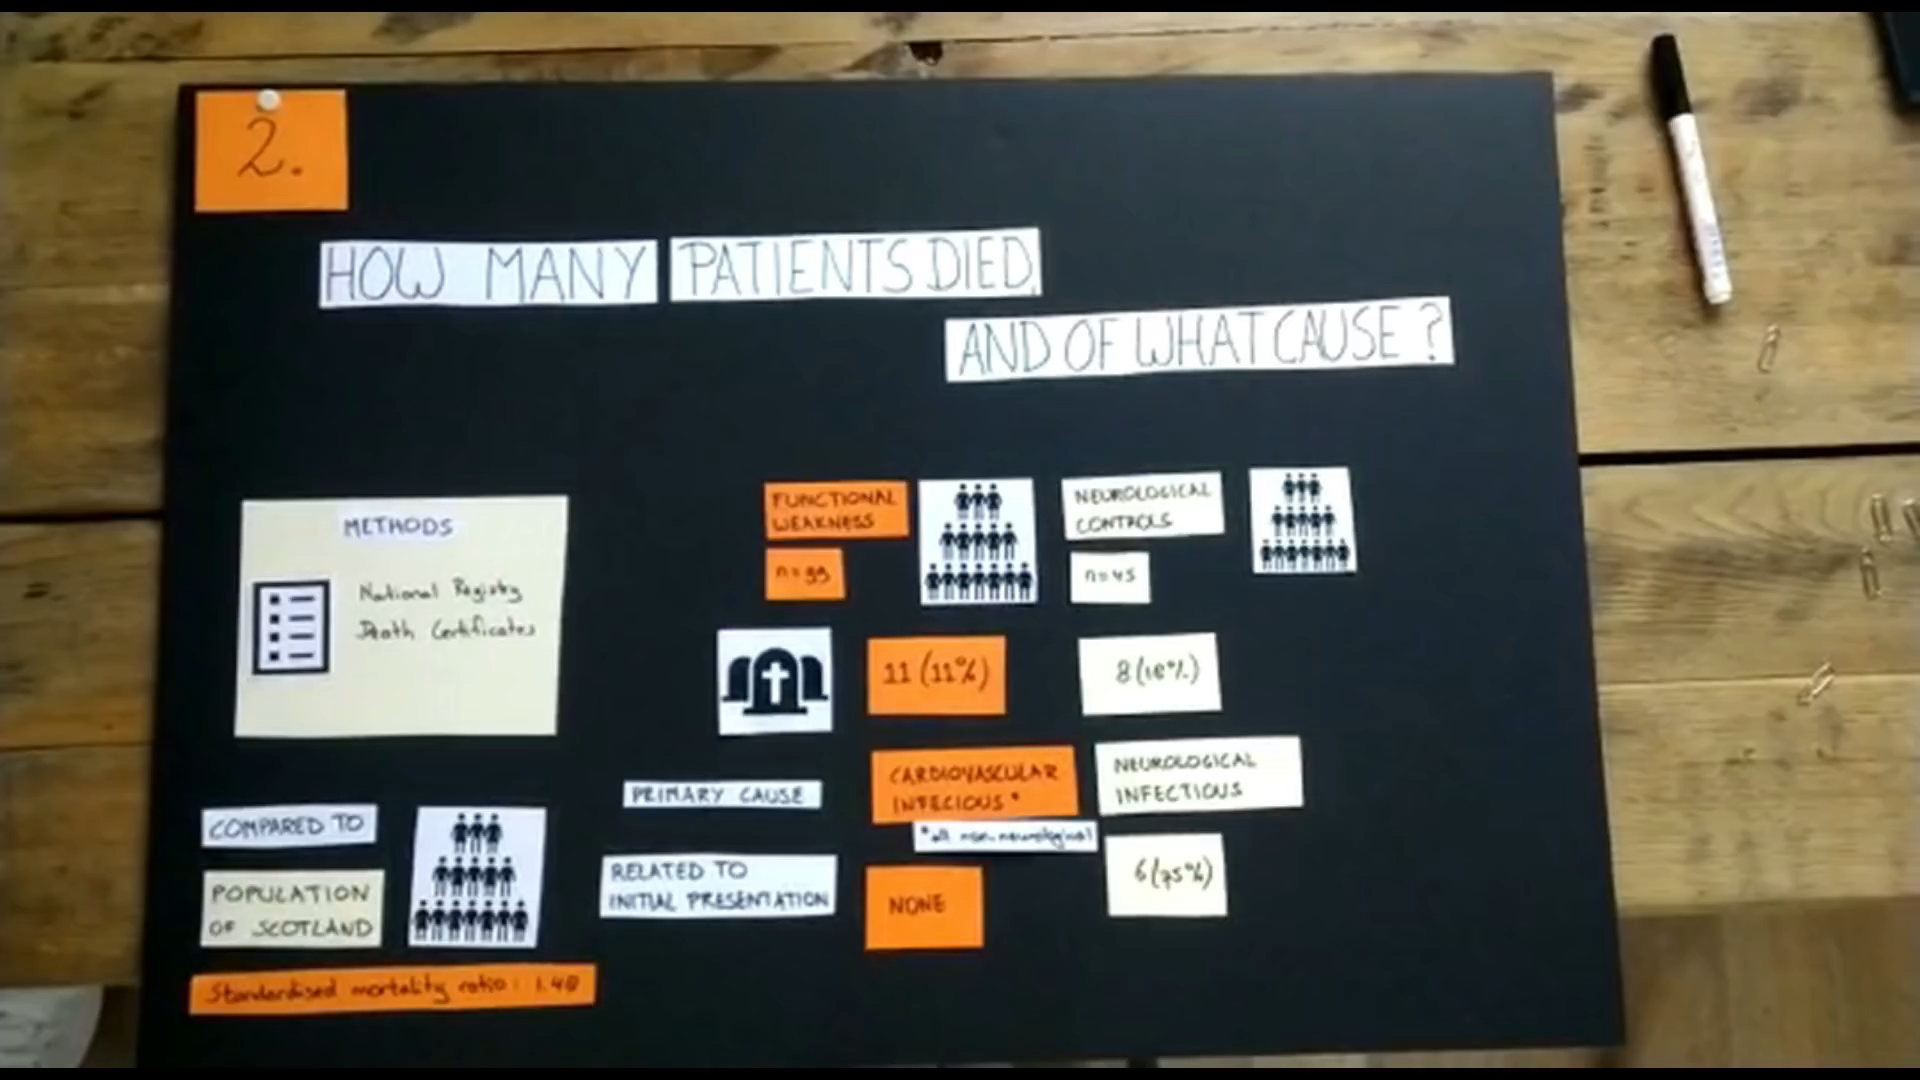 2.
HOW MANY PATIENTS DIED,
AND OF WHAT CAUSE?
METHODS
National Registry
Death Certificates
COMPARED TO
POPULATION
OF SCOTLAND
Standardised mortality ratio: 1.48
FUNCTIONAL
WEAKNESS
n=99
NEUROLOGICAL
CONTROLS
n=45
11 (11%)
8 (18%)
PRIMARY CAUSE
CARDIOVASCULAR
INFECIOUS*
*all non-neurological
NEUROLOGICAL
INFECTIOUS
RELATED TO
INITIAL PRESENTATION
NONE
6 (75%)